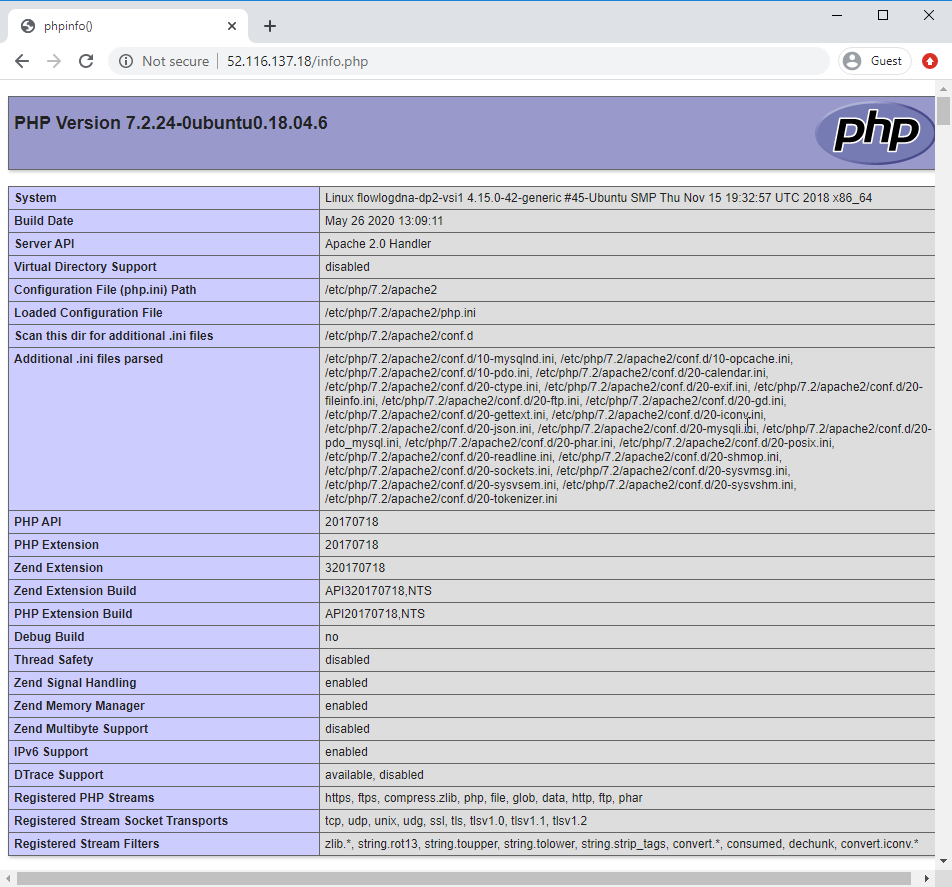 phpinfo()
Not secure
52.116.137.18/info.php
Guest
PHP Version 7.2.24-0ubuntu0.18.04.6
php
System Linux flowlogdna-dp2-vsi1 4.15.0-42-generic #45-Ubuntu SMP Thu Nov 15 19:32:57 UTC 2018 x86_64
Build Date May 26 2020 13:09:11
Server API Apache 2.0 Handler
Virtual Directory Support disabled
Configuration File (php.ini) Path /etc/php/7.2/apache2
Loaded Configuration File /etc/php/7.2/apache2/php.ini
Scan this dir for additional .ini files /etc/php/7.2/apache2/conf.d
Additional .ini files parsed /etc/php/7.2/apache2/conf.d/10-mysqlnd.ini, /etc/php/7.2/apache2/conf.d/10-opcache.ini,
/etc/php/7.2/apache2/conf.d/10-pdo.ini, /etc/php/7.2/apache2/conf.d/20-calendar.ini,
/etc/php/7.2/apache2/conf.d/20-ctype.ini, /etc/php/7.2/apache2/conf.d/20-exif.ini, /etc/php/7.2/apache2/conf.d/20-
fileinfo.ini, /etc/php/7.2/apache2/conf.d/20-ftp.ini, /etc/php/7.2/apache2/conf.d/20-gd.ini,
/etc/php/7.2/apache2/conf.d/20-gettext.ini, /etc/php/7.2/apache2/conf.d/20-iconv.ini,
/etc/php/7.2/apache2/conf.d/20-json.ini, /etc/php/7.2/apache2/conf.d/20-mysqli.ini, /etc/php/7.2/apache2/conf.d/20-
pdo_mysql.ini, /etc/php/7.2/apache2/conf.d/20-phar.ini, /etc/php/7.2/apache2/conf.d/20-posix.ini,
/etc/php/7.2/apache2/conf.d/20-readline.ini, /etc/php/7.2/apache2/conf.d/20-shmop.ini,
/etc/php/7.2/apache2/conf.d/20-sockets.ini, /etc/php/7.2/apache2/conf.d/20-sysvmsg.ini,
/etc/php/7.2/apache2/conf.d/20-sysvsem.ini, /etc/php/7.2/apache2/conf.d/20-sysvshm.ini,
/etc/php/7.2/apache2/conf.d/20-tokenizer.ini
PHP API 20170718
PHP Extension 20170718
Zend Extension 320170718
Zend Extension Build API320170718,NTS
PHP Extension Build API20170718,NTS
Debug Build no
Thread Safety disabled
Zend Signal Handling enabled
Zend Memory Manager enabled
Zend Multibyte Support disabled
IPv6 Support enabled
DTrace Support available, disabled
Registered PHP Streams https, ftps, compress.zlib, php, file, glob, data, http, ftp, phar
Registered Stream Socket Transports tcp, udp, unix, udg, ssl, tls, tlsv1.0, tlsv1.1, tlsv1.2
Registered Stream Filters zlib.*, string.rot13, string.toupper, string.tolower, string.strip_tags, convert.*, consumed, dechunk, convert.iconv.*